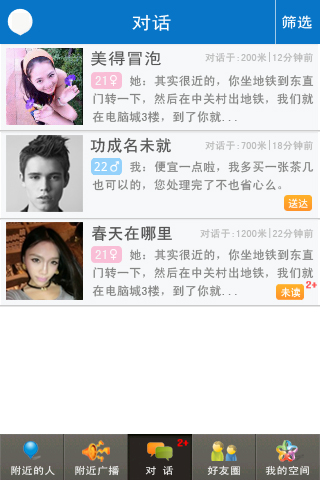 对话
筛选
美得冒泡
对话于:200米|12分钟前
21♀ 她：其实很近的，你坐地铁到东直
门转一下，然后在中关村出地铁，我们就
在电脑城3楼，到了你就...
功成名未就
对话于:700米|18分钟前
22♂ 我：便宜一点啦，我多买一张茶几
也可以的，您处理完了不也省心么。
送达
春天在哪里
对话于:1200米|22分钟前
21♀ 她：其实很近的，你坐地铁到东直
门转一下，然后在中关村出地铁，我们就
在电脑城3楼，到了你就...
未读
2+
2+
附近的人
附近广播
对话
好友圈
我的空间